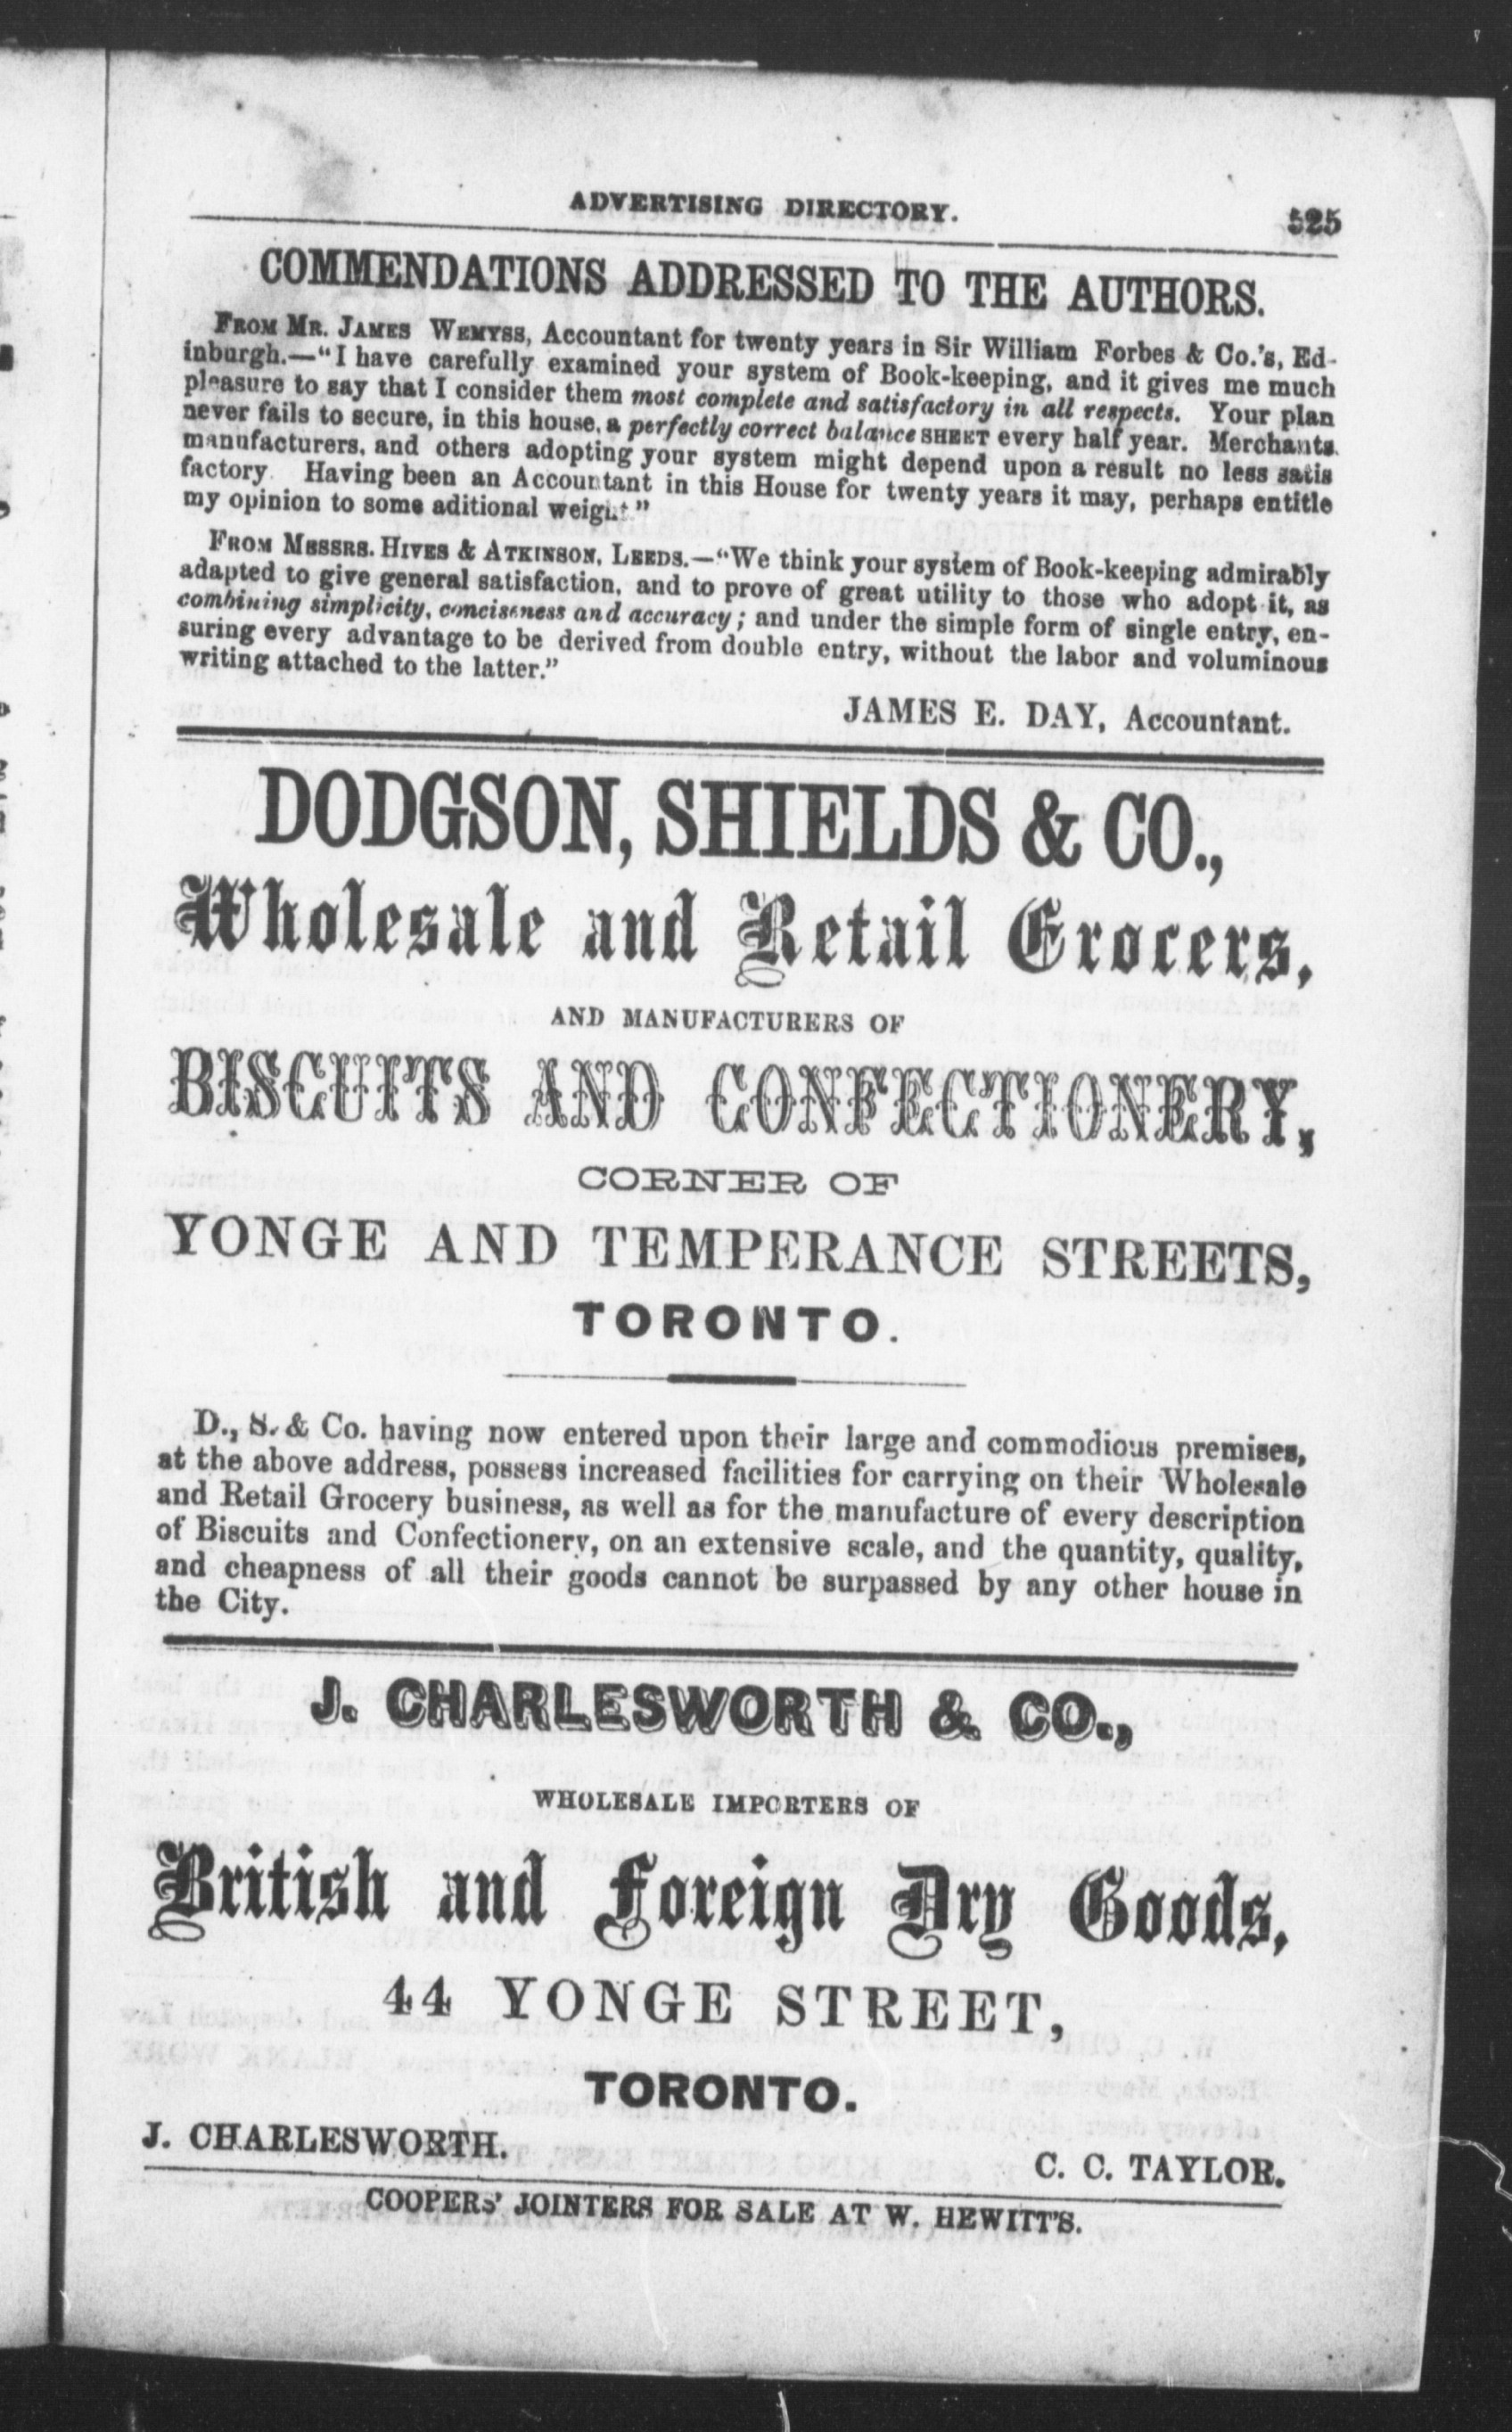 ADVERTISING DIRECTORY.
525
COMMENDATIONS ADDRESSED TO THE AUTHORS.
FROM MR. JAMES WEMYSS, Accountant for twenty years in Sir William Forbes & Co.'s, Ed-
inburgh.—"I have carefully examined your system of Book-keeping, and it gives me much
pleasure to say that I consider them most complete and satisfactory in all respects. Your plan
never fails to secure, in this house, a perfectly correct balance SHEET every half year. Merchants,
manufacturers, and others adopting your system might depend upon a result no less satis
factory. Having been an Accountant in this House for twenty years it may, perhaps entitle
my opinion to some aditional weight"
FROM MESSRS. HIVES & ATKINSON, LEEDS.—"We think your system of Book-keeping admirably
adapted to give general satisfaction, and to prove of great utility to those who adopt it, as
combining simplicity, conciseness and accuracy; and under the simple form of single entry, en-
suring every advantage to be derived from double entry, without the labor and voluminous
writing attached to the latter."
JAMES E. DAY, Accountant.
DODGSON, SHIELDS & CO.,
Wholesale and Retail Grocers,
AND MANUFACTURERS OF
BISCUITS AND CONFECTIONERY,
CORNER OF
YONGE AND TEMPERANCE STREETS,
TORONTO.
D., S. & Co. having now entered upon their large and commodious premises,
at the above address, possess increased facilities for carrying on their Wholesale
and Retail Grocery business, as well as for the manufacture of every description
of Biscuits and Confectionery, on an extensive scale, and the quantity, quality,
and cheapness of all their goods cannot be surpassed by any other house in
the City.
J. CHARLESWORTH & CO.,
WHOLESALE IMPORTERS OF
British and Foreign Dry Goods,
44 YONGE STREET,
TORONTO.
J. CHARLESWORTH.
C. C. TAYLOR.
COOPERS' JOINTERS FOR SALE AT W. HEWITT'S.